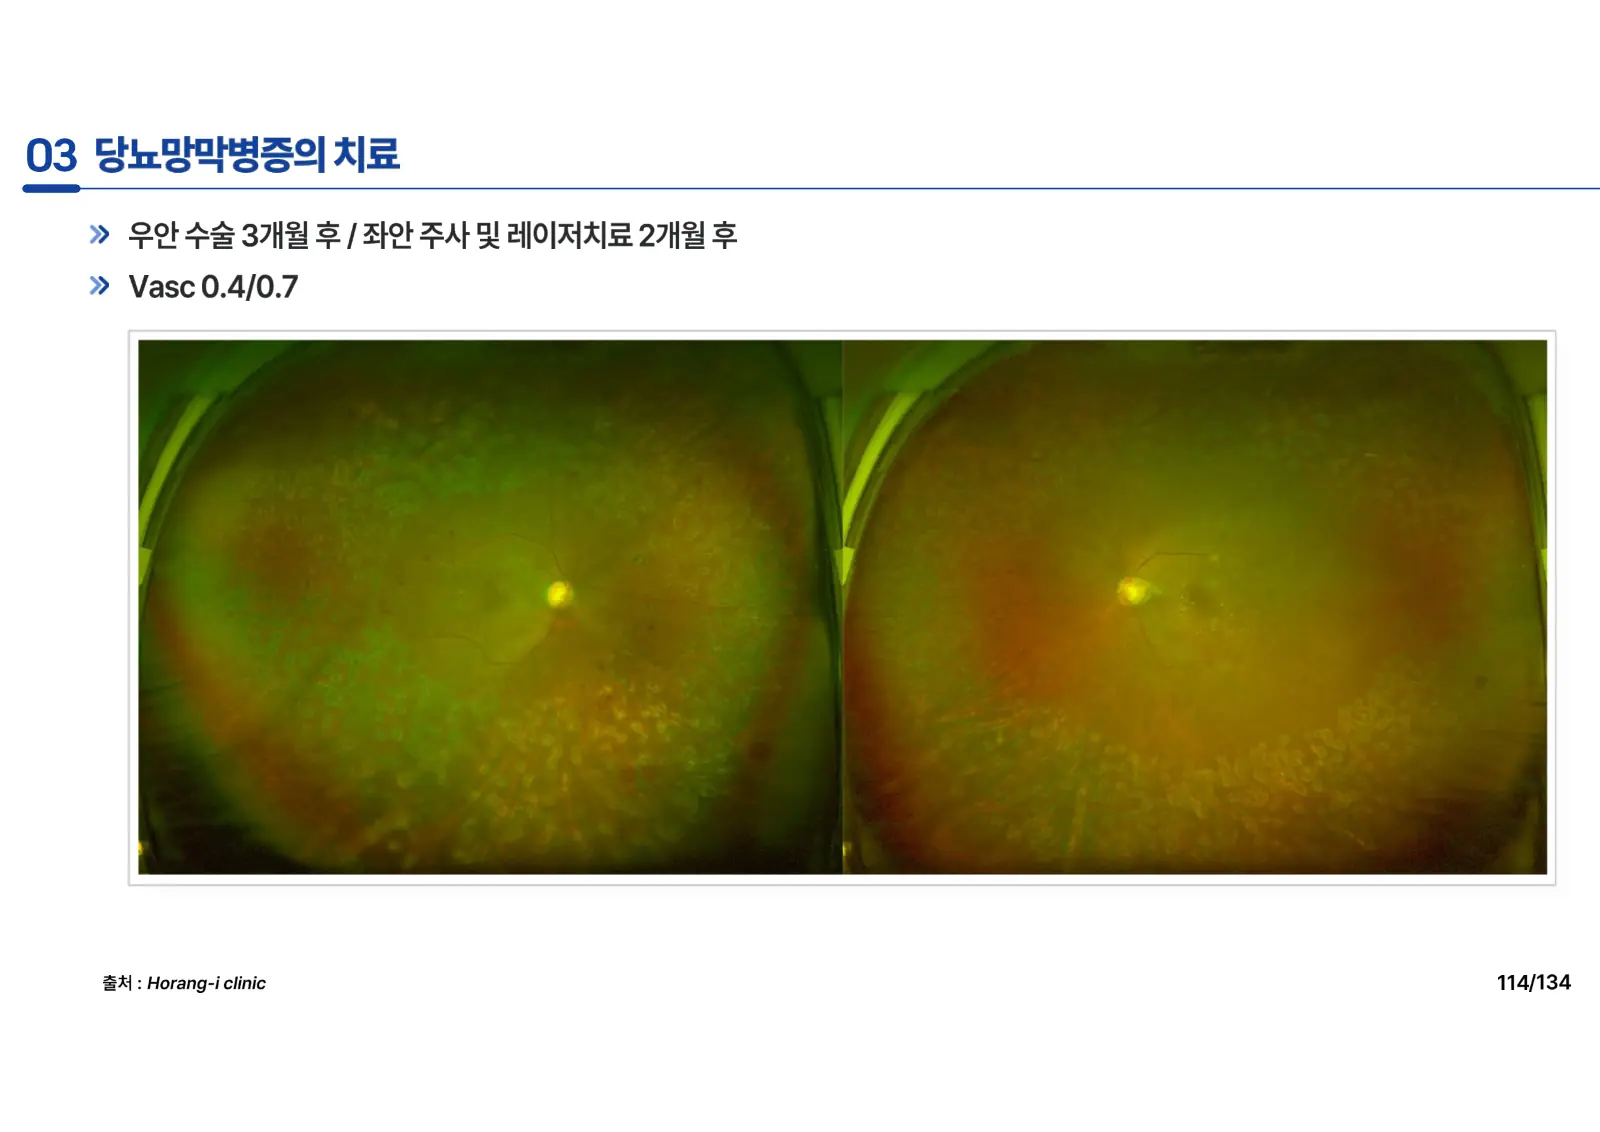 03 당뇨망막병증의 치료
우안 수술 3개월 후 / 좌안 주사 및 레이저치료 2개월 후
Vasc 0.4/0.7
출처 : Horang-i clinic
114/134